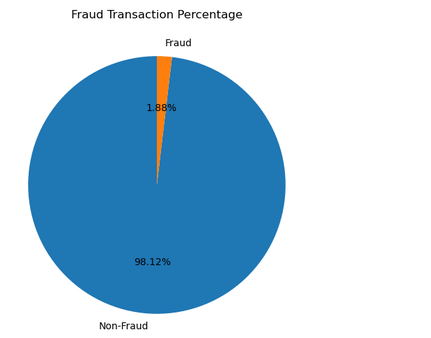 Fraud Transaction Percentage
Fraud
1.88%
98.12%
Non-Fraud